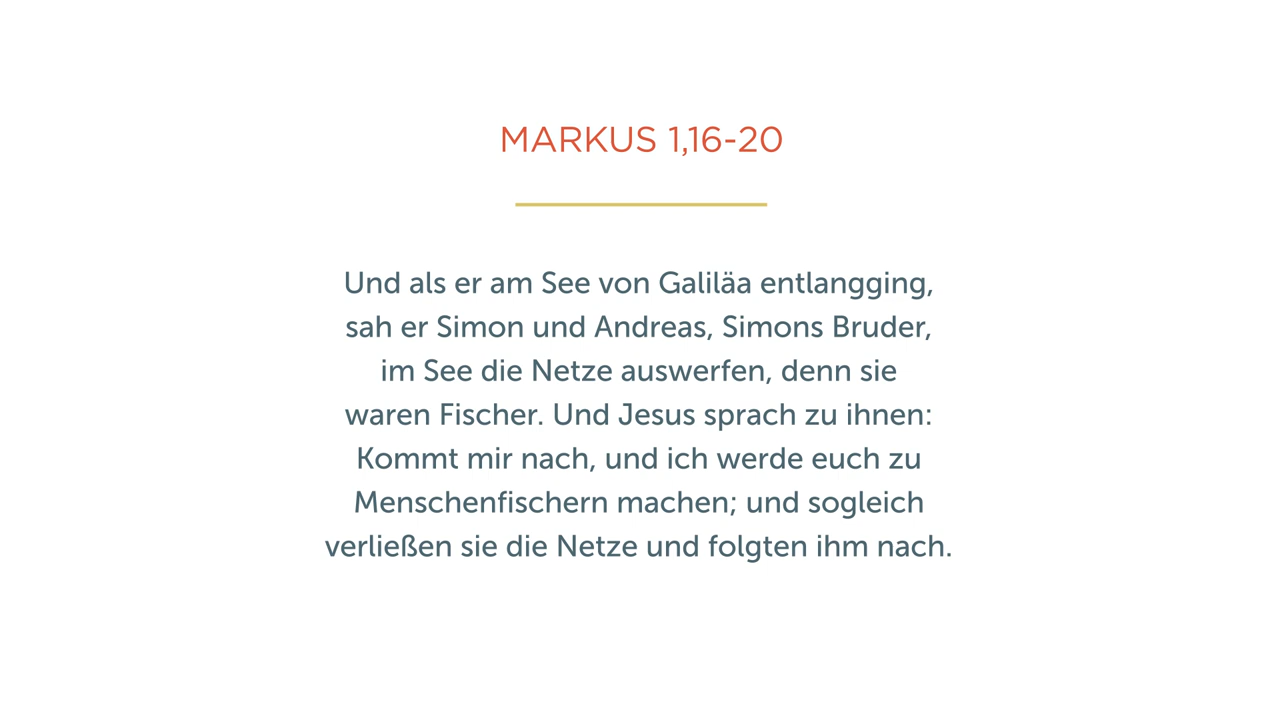 MARKUS 1,16-20
Und als er am See von Galiläa entlangging,
sah er Simon und Andreas, Simons Bruder,
im See die Netze auswerfen, denn sie
waren Fischer. Und Jesus sprach zu ihnen:
Kommt mir nach, und ich werde euch zu
Menschenfischern machen; und sogleich
verließen sie die Netze und folgten ihm nach.